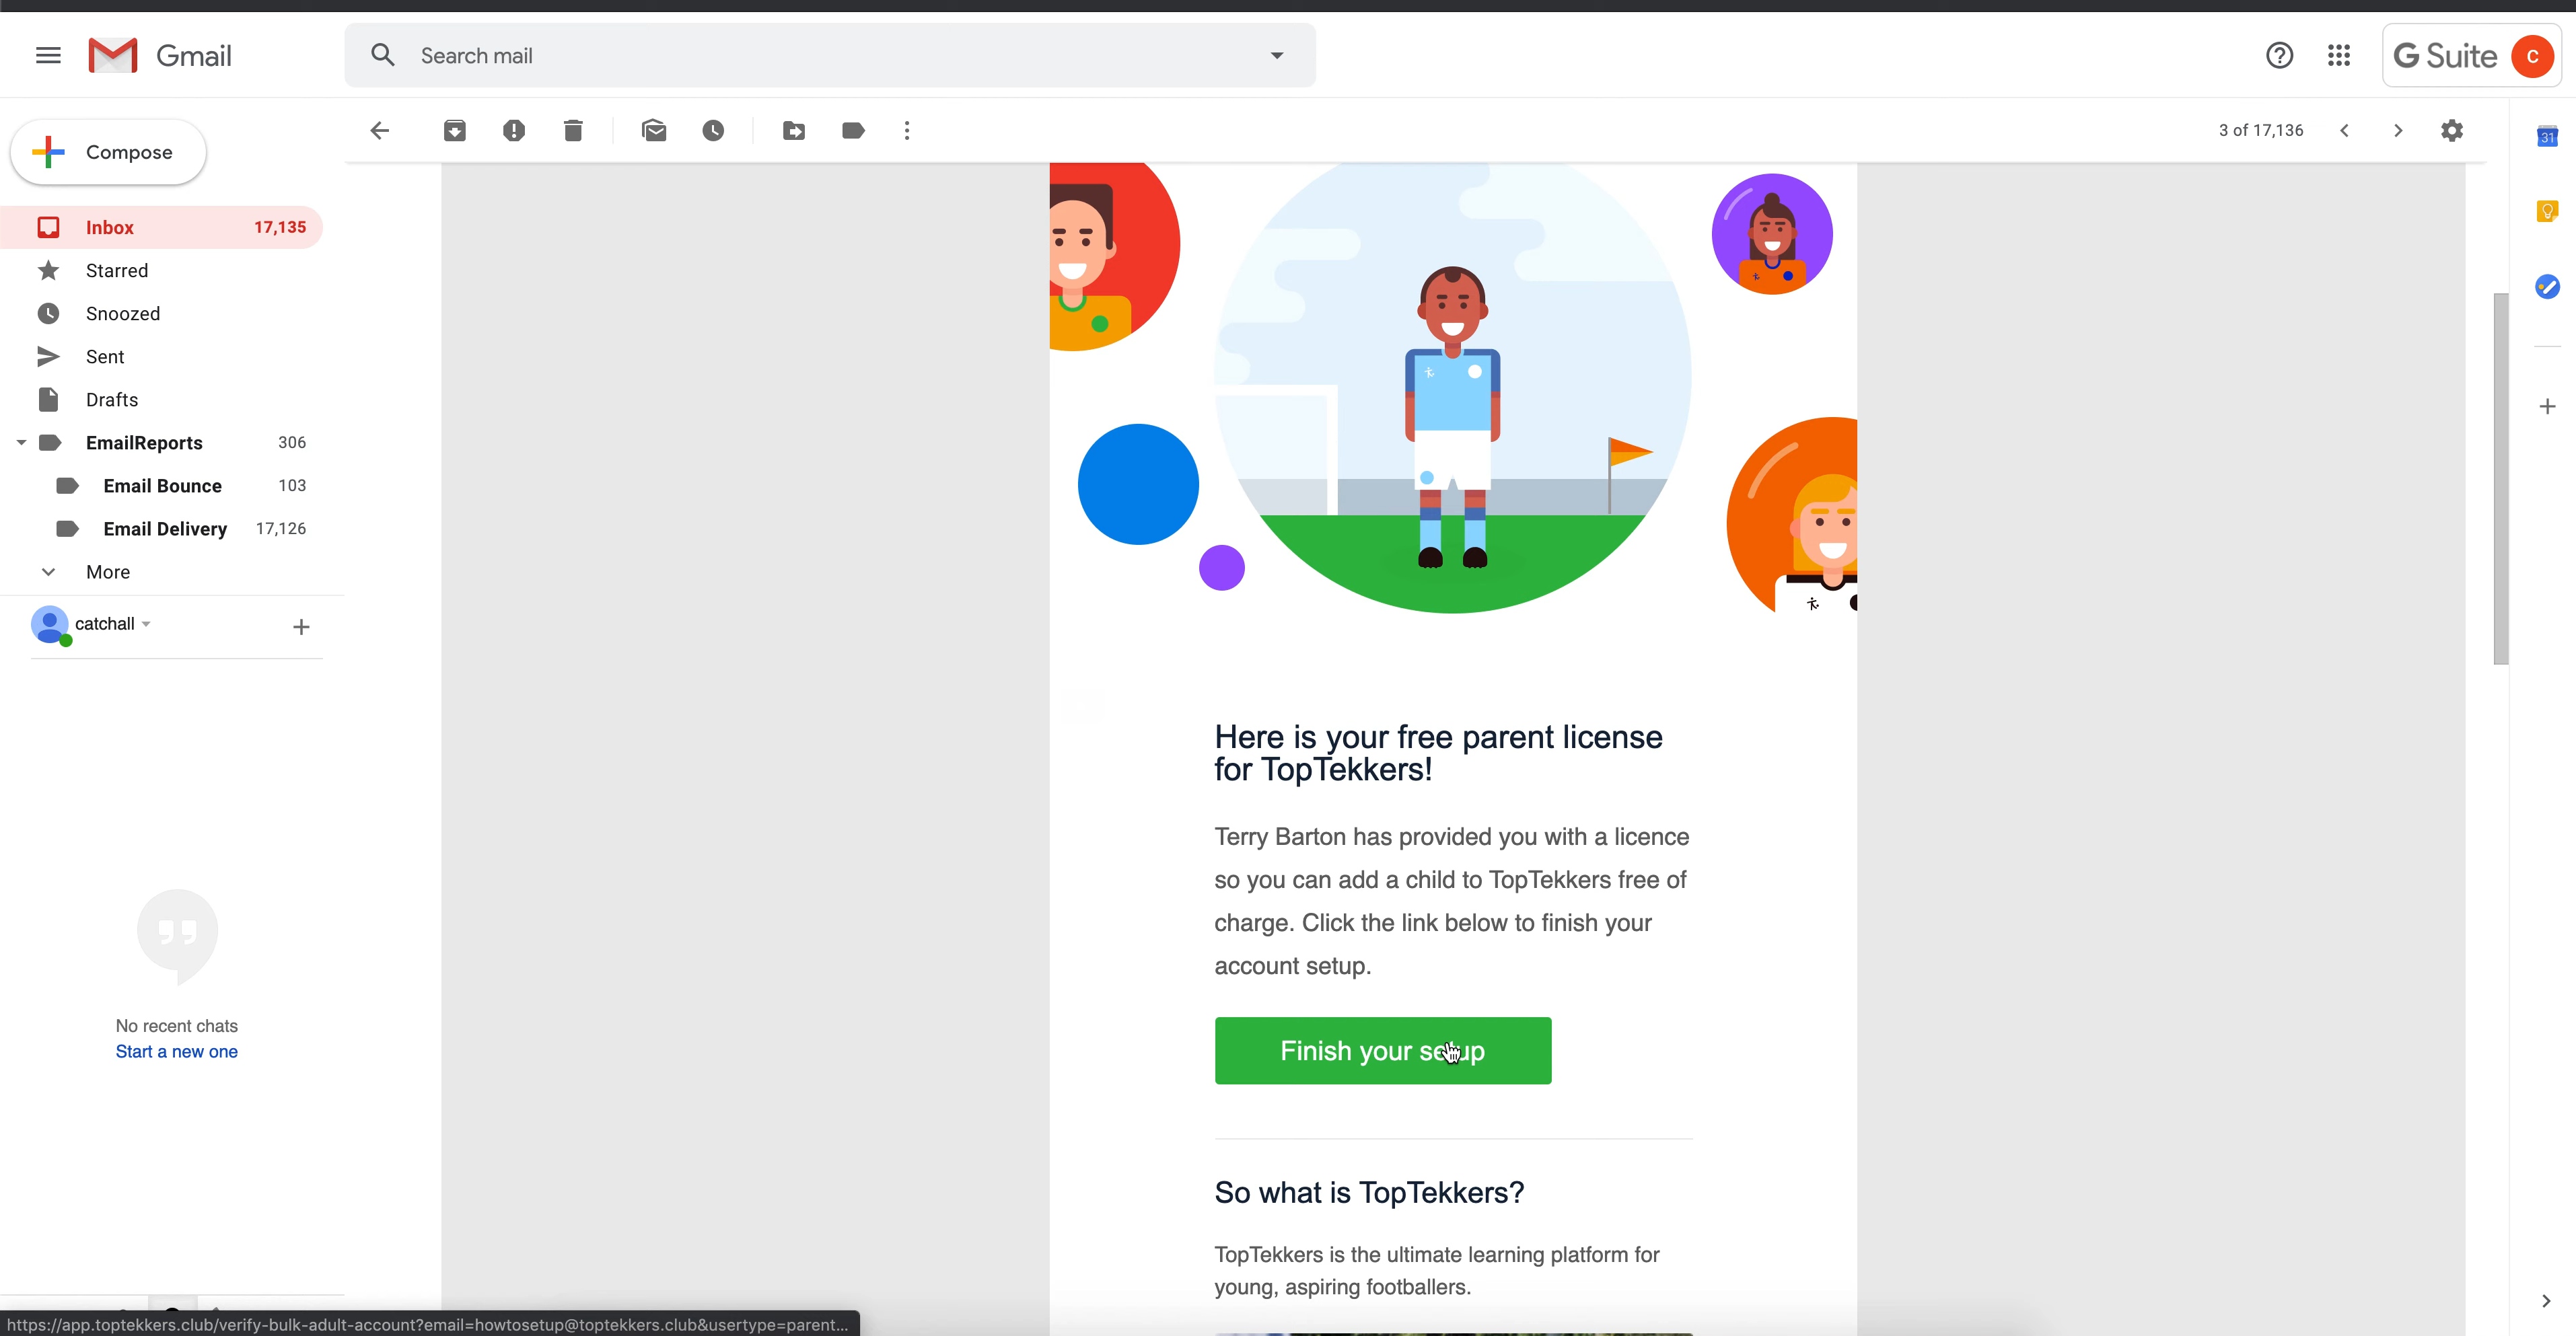 Gmail
Search mail
G Suite
C
Compose
3 of 17,136
31
Inbox 17,135
Starred
Snoozed
Sent
Drafts
EmailReports 306
Email Bounce 103
Email Delivery 17,126
More
catchall
No recent chats
Start a new one
Here is your free parent license
for TopTekkers!
Terry Barton has provided you with a licence
so you can add a child to TopTekkers free of
charge. Click the link below to finish your
account setup.
Finish your setup
So what is TopTekkers?
TopTekkers is the ultimate learning platform for
young, aspiring footballers.
https://app.toptekkers.club/verify-bulk-adult-account?email=howtosetup@toptekkers.club&usertype=parent...